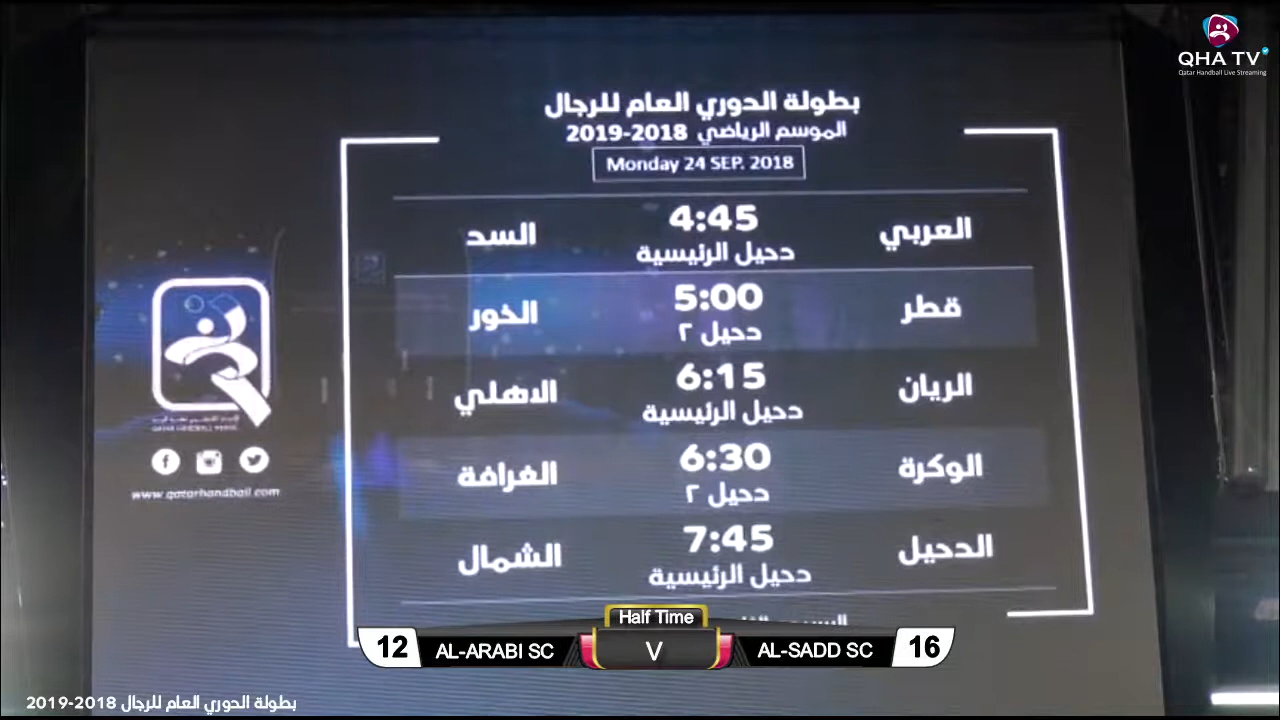 QHA TV
Qatar Handball Live Streaming
بطولة الدوري العام للرجال
الموسم الرياضي 2018-2019
Monday 24 SEP. 2018
العربي 4:45 السد
دحيل الرئيسية
قطر 5:00 الخور
دحيل ٢
الريان 6:15 الاهلي
دحيل الرئيسية
الوكرة 6:30 الغرافة
دحيل ٢
الدحيل 7:45 الشمال
دحيل الرئيسية
www.qatarhandball.com
Half Time
12 AL-ARABI SC V AL-SADD SC 16
بطولة الدوري العام للرجال 2018-2019